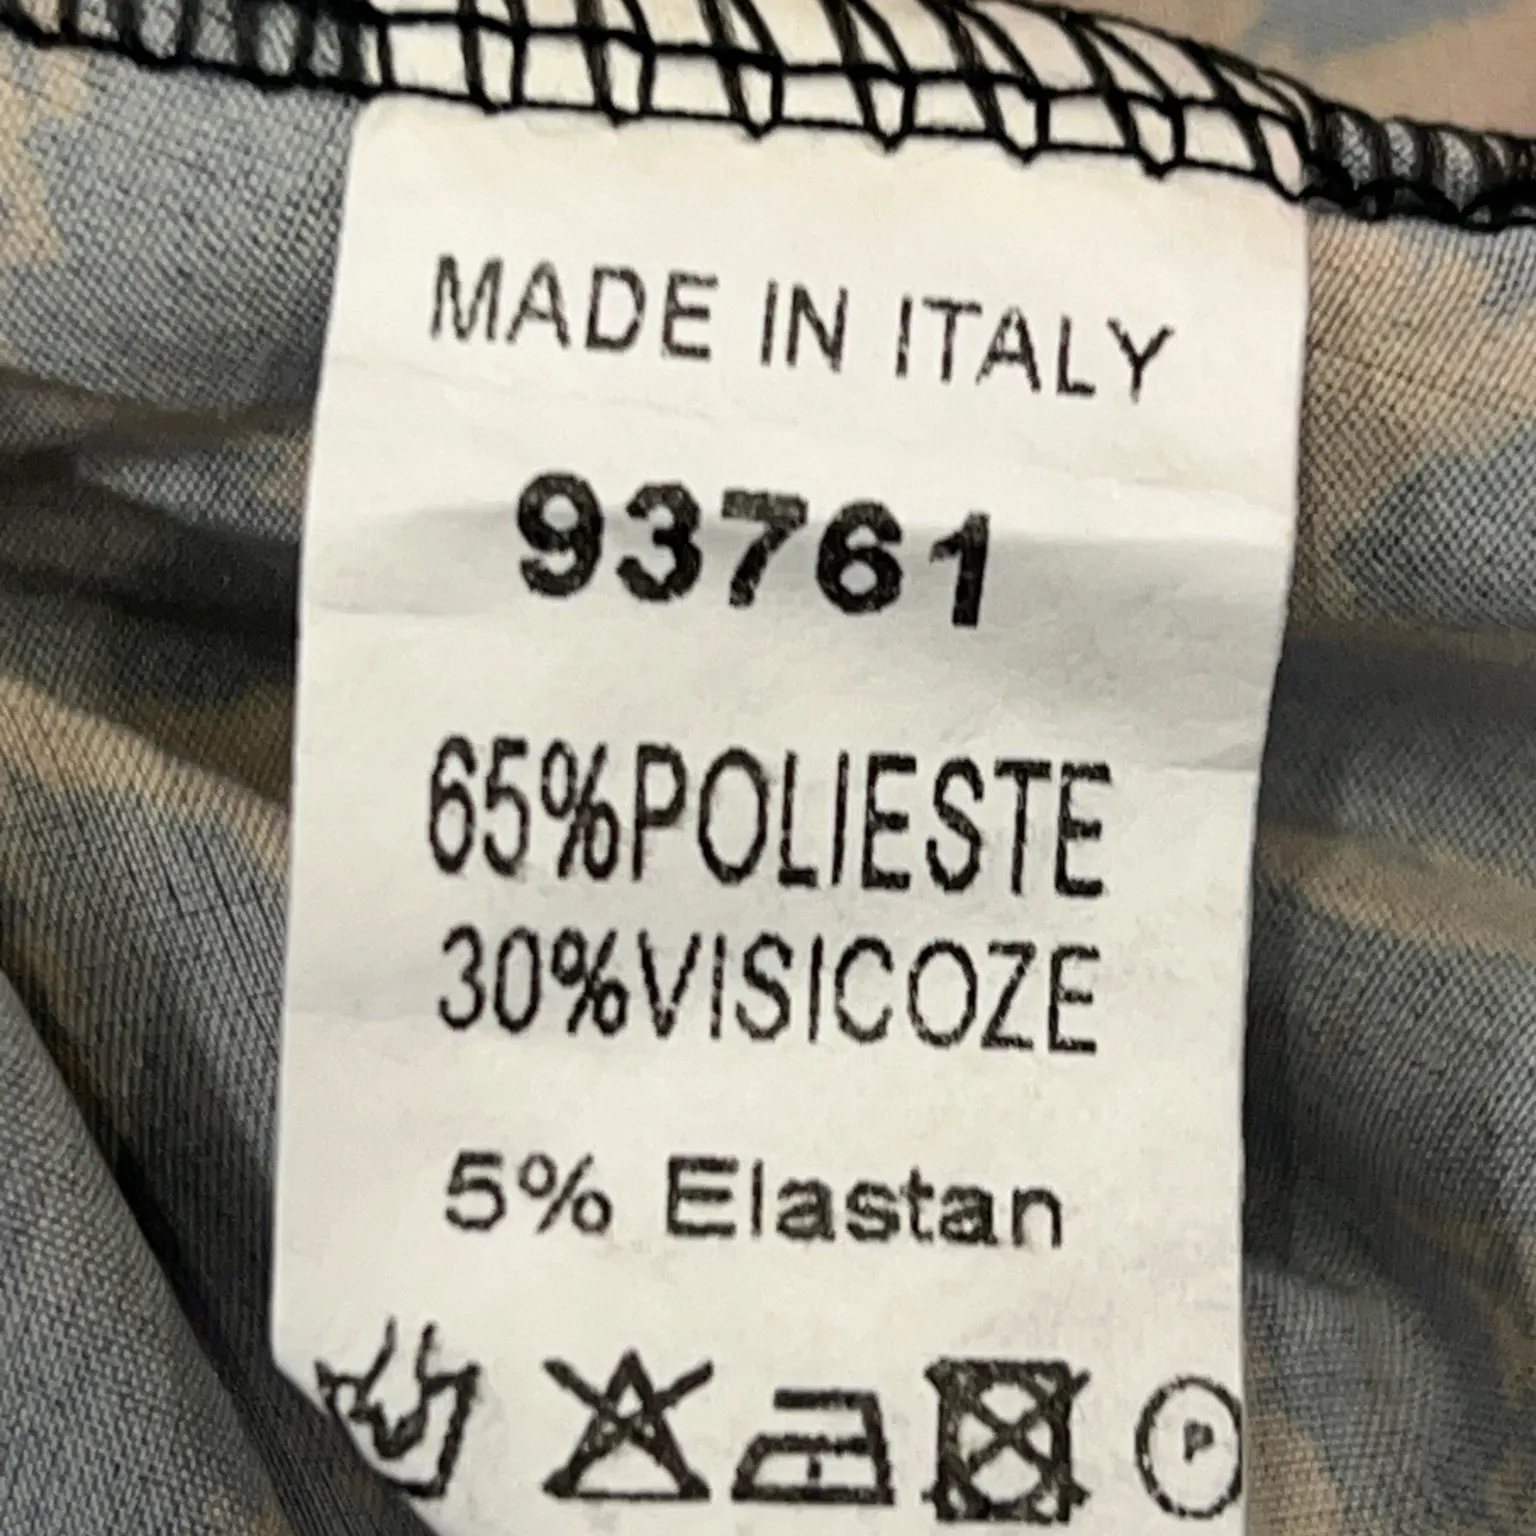 MADE IN ITALY
93761
65%POLIESTE
30%VISICOZE
5% Elastan
P